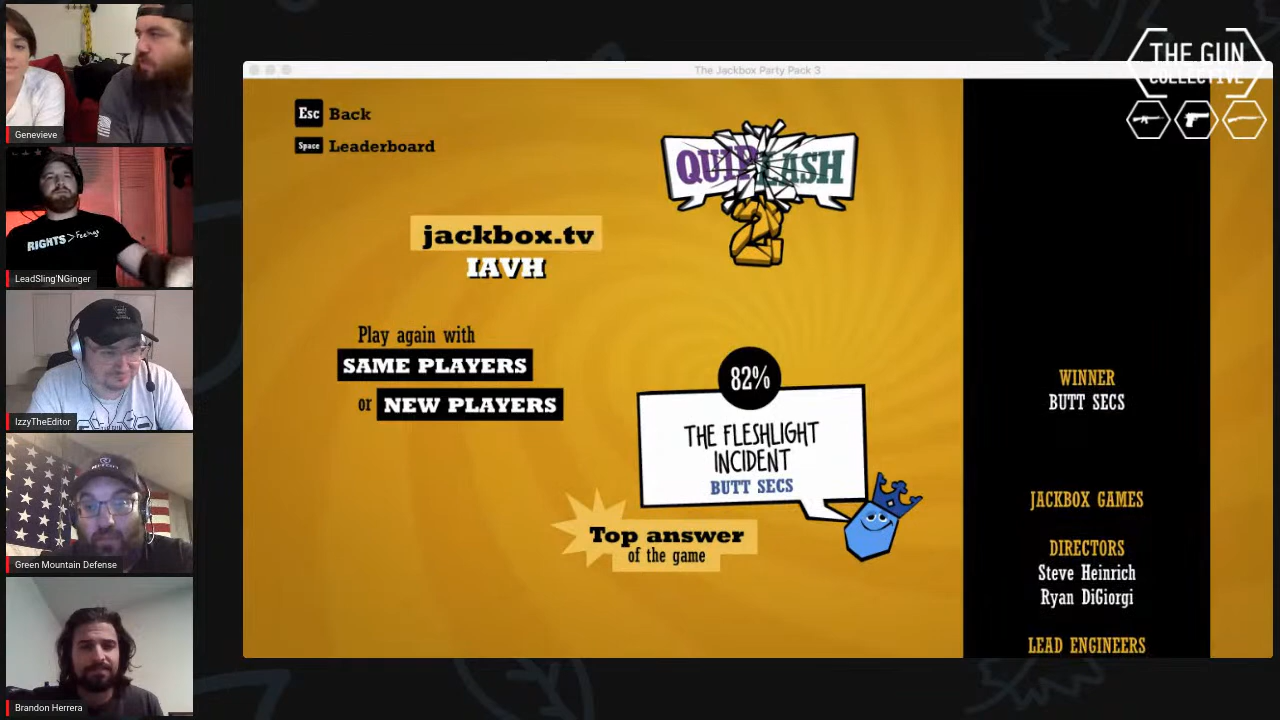 Genevieve
RIGHTS > Feelings
LeadSling'NGinger
IzzyTheEditor
Green Mountain Defense
Brandon Herrera
The Jackbox Party Pack 3
THE GUN
COLLECTIVE
Esc Back
Space Leaderboard
QUIPLASH
2
jackbox.tv
IAVH
Play again with
SAME PLAYERS
or NEW PLAYERS
82%
THE FLESHLIGHT
INCIDENT
BUTT SECS
Top answer
of the game
WINNER
BUTT SECS
JACKBOX GAMES
DIRECTORS
Steve Heinrich
Ryan DiGiorgi
LEAD ENGINEERS